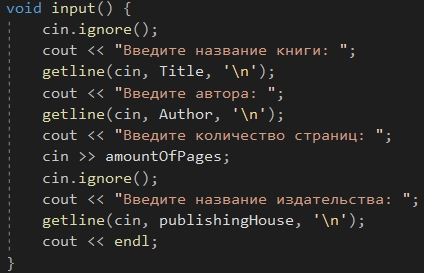 void input() {
    cin.ignore();
    cout << "Введите название книги: ";
    getline(cin, Title, '\n');
    cout << "Введите автора: ";
    getline(cin, Author, '\n');
    cout << "Введите количество страниц: ";
    cin >> amountOfPages;
    cin.ignore();
    cout << "Введите название издательства: ";
    getline(cin, publishingHouse, '\n');
    cout << endl;
}